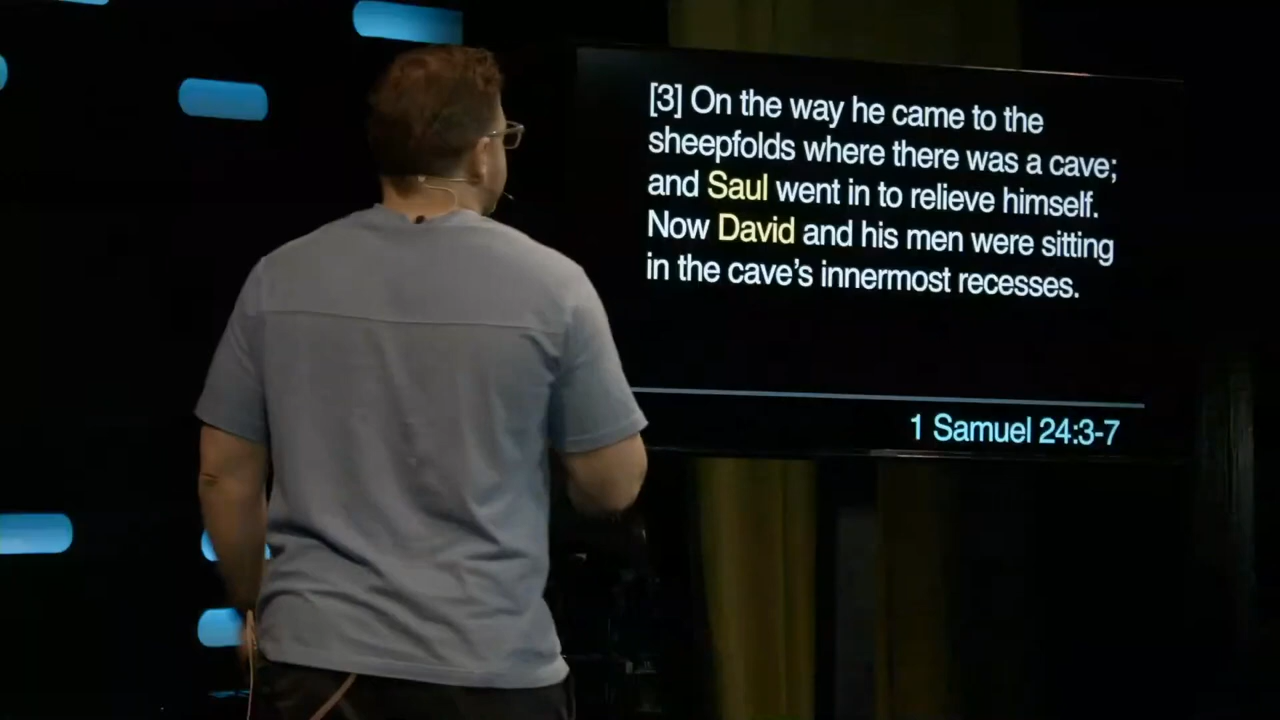 [3] On the way he came to the
sheepfolds where there was a cave;
and Saul went in to relieve himself.
Now David and his men were sitting
in the cave’s innermost recesses.
1 Samuel 24:3-7